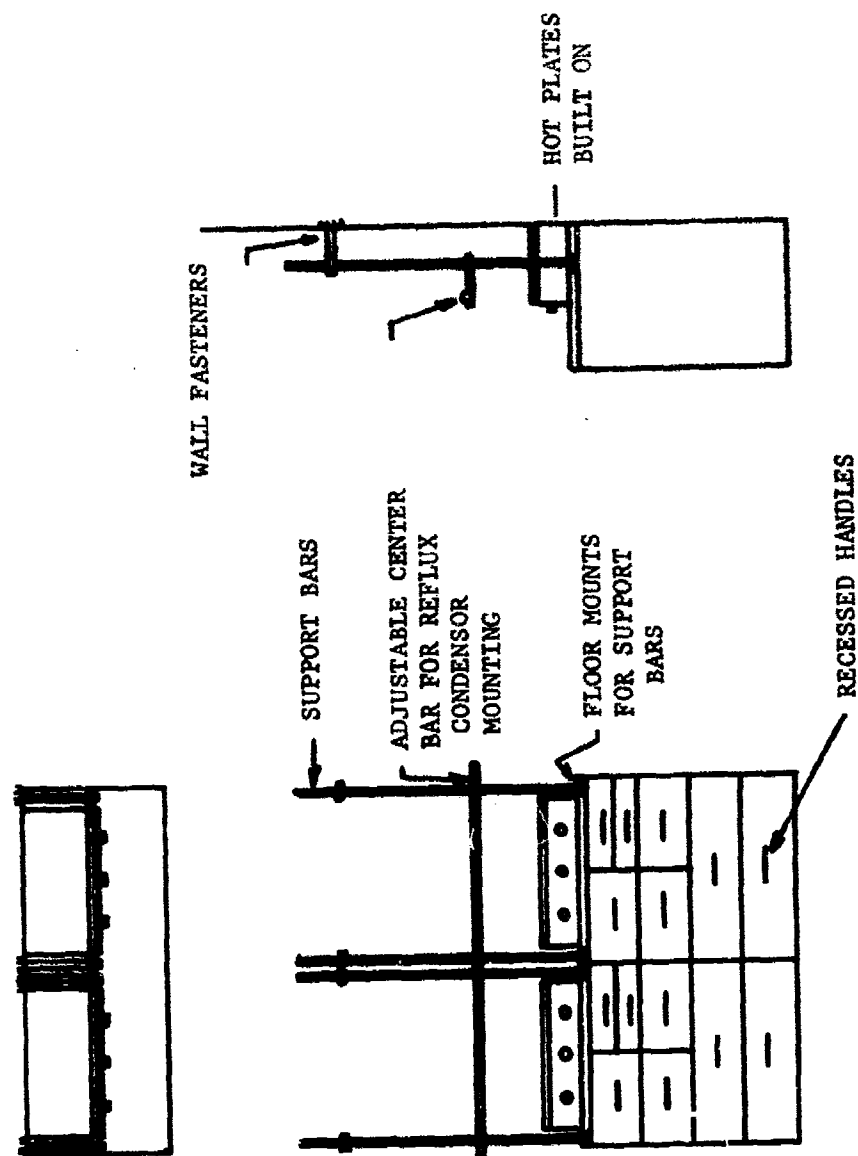 WALL FASTENERS
HOT PLATES
BUILT ON
SUPPORT BARS
ADJUSTABLE CENTER
BAR FOR REFLUX
CONDENSOR
MOUNTING
FLOOR MOUNTS
FOR SUPPORT
BARS
RECESSED HANDLES